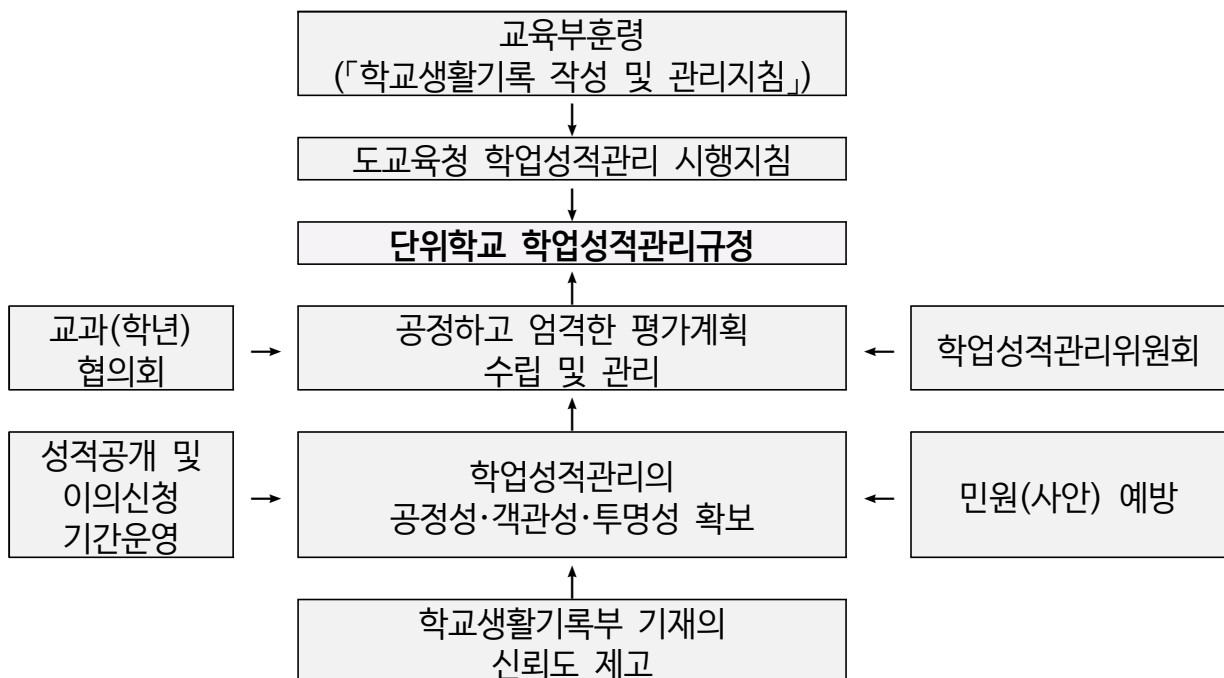 교육부훈령
(「학교생활기록 작성 및 관리지침」)
도교육청 학업성적관리 시행지침
단위학교 학업성적관리규정
교과(학년)
협의회
공정하고 엄격한 평가계획
수립 및 관리
학업성적관리위원회
성적공개 및
이의신청
기간운영
학업성적관리의
공정성·객관성·투명성 확보
민원(사안) 예방
학교생활기록부 기재의
신뢰도 제고